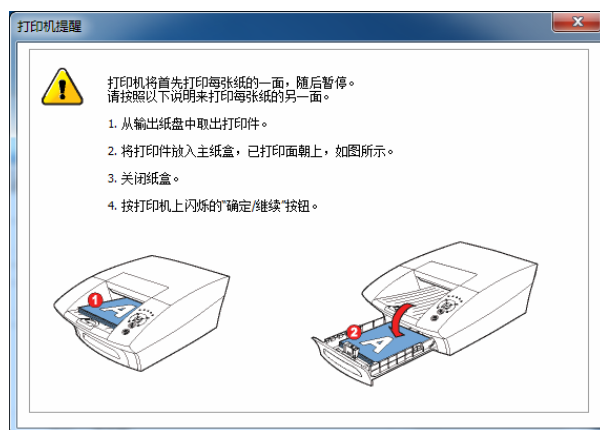 打印机提醒
打印机将首先打印每张纸的一面，随后暂停。
请按照以下说明来打印每张纸的另一面。
1. 从输出纸盘中取出打印件。
2. 将打印件放入主纸盒，已打印面朝上，如图所示。
3. 关闭纸盒。
4. 按打印机上闪烁的"确定/继续"按钮。
1
A
2
A